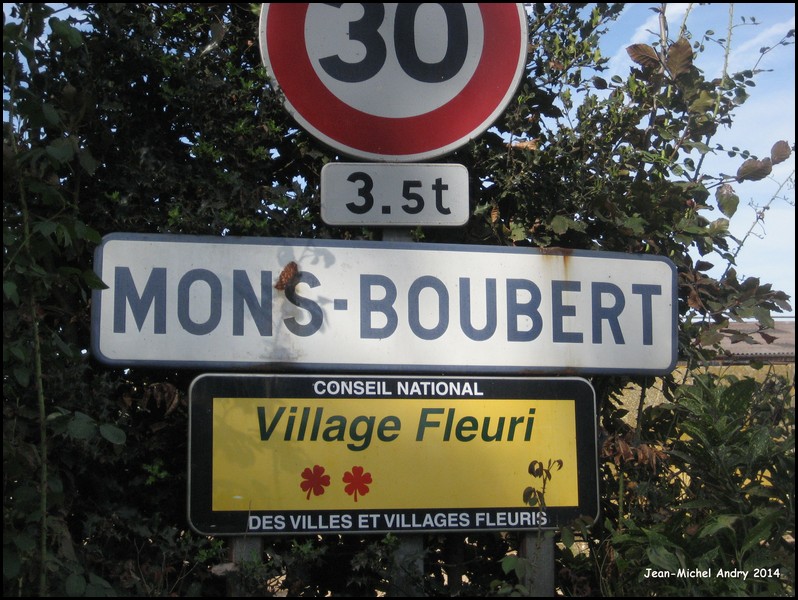 30
3.5t
MONS-BOUBERT
CONSEIL NATIONAL
Village Fleuri
DES VILLES ET VILLAGES FLEURIS
Jean-Michel Andry 2014